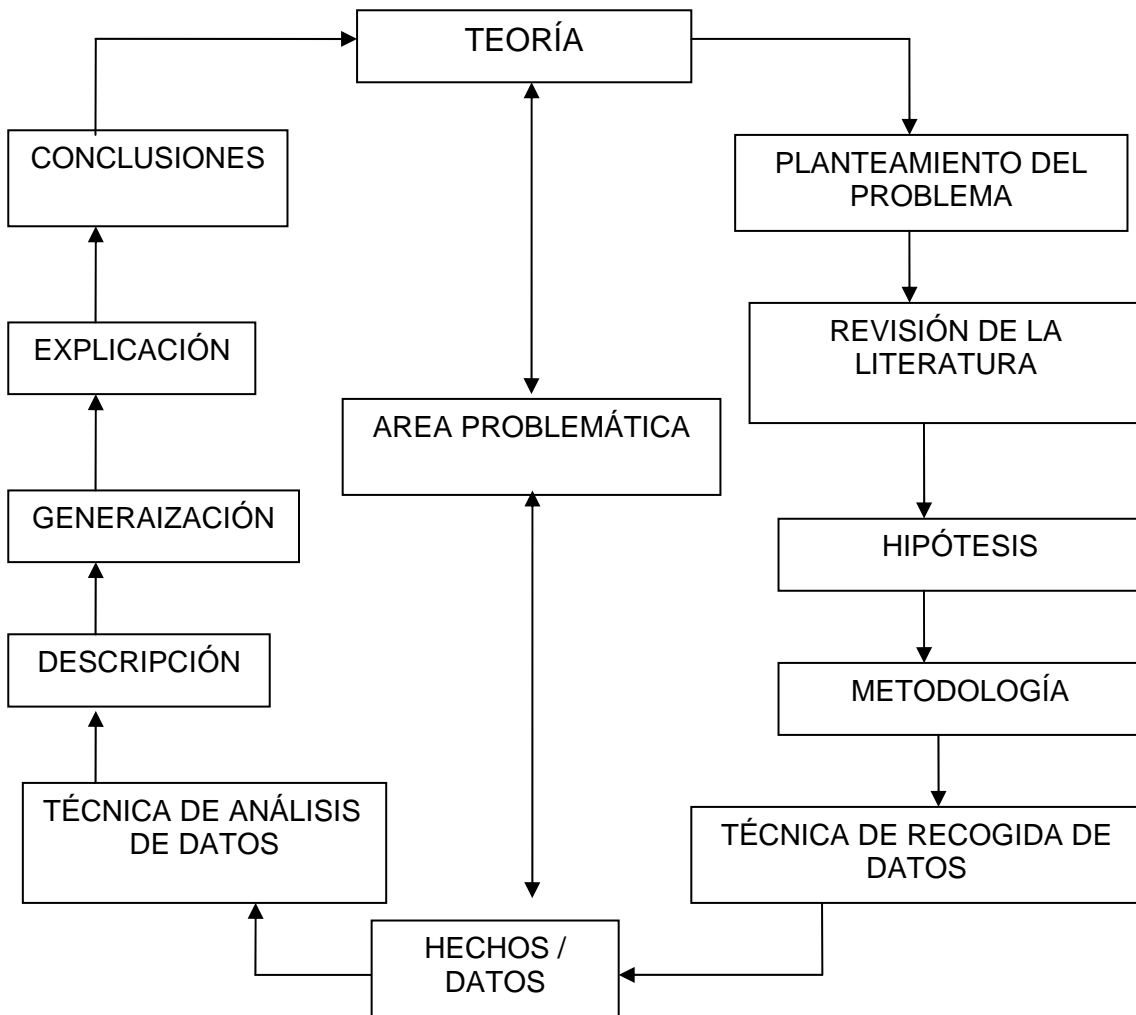 TEORÍA
CONCLUSIONES
PLANTEAMIENTO DEL
PROBLEMA
REVISIÓN DE LA
LITERATURA
EXPLICACIÓN
AREA PROBLEMÁTICA
GENERAIZACIÓN
HIPÓTESIS
DESCRIPCIÓN
METODOLOGÍA
TÉCNICA DE ANÁLISIS
DE DATOS
TÉCNICA DE RECOGIDA DE
DATOS
HECHOS /
DATOS